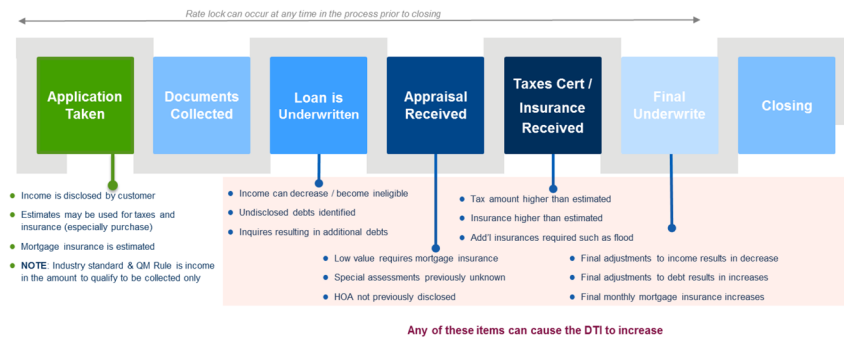 Rate lock can occur at any time in the process prior to closing
Application
Taken
Documents
Collected
Loan is
Underwritten
Appraisal
Received
Taxes Cert /
Insurance
Received
Final
Underwrite
Closing
Income is disclosed by customer
Estimates may be used for taxes and
insurance (especially purchase)
Mortgage insurance is estimated
NOTE: Industry standard & QM Rule is income
in the amount to qualify to be collected only
Income can decrease / become ineligible
Undisclosed debts identified
Inquires resulting in additional debts
Low value requires mortgage insurance
Special assessments previously unknown
HOA not previously disclosed
Tax amount higher than estimated
Insurance higher than estimated
Add'l insurances required such as flood
Final adjustments to income results in decrease
Final adjustments to debt results in increases
Final monthly mortgage insurance increases
Any of these items can cause the DTI to increase